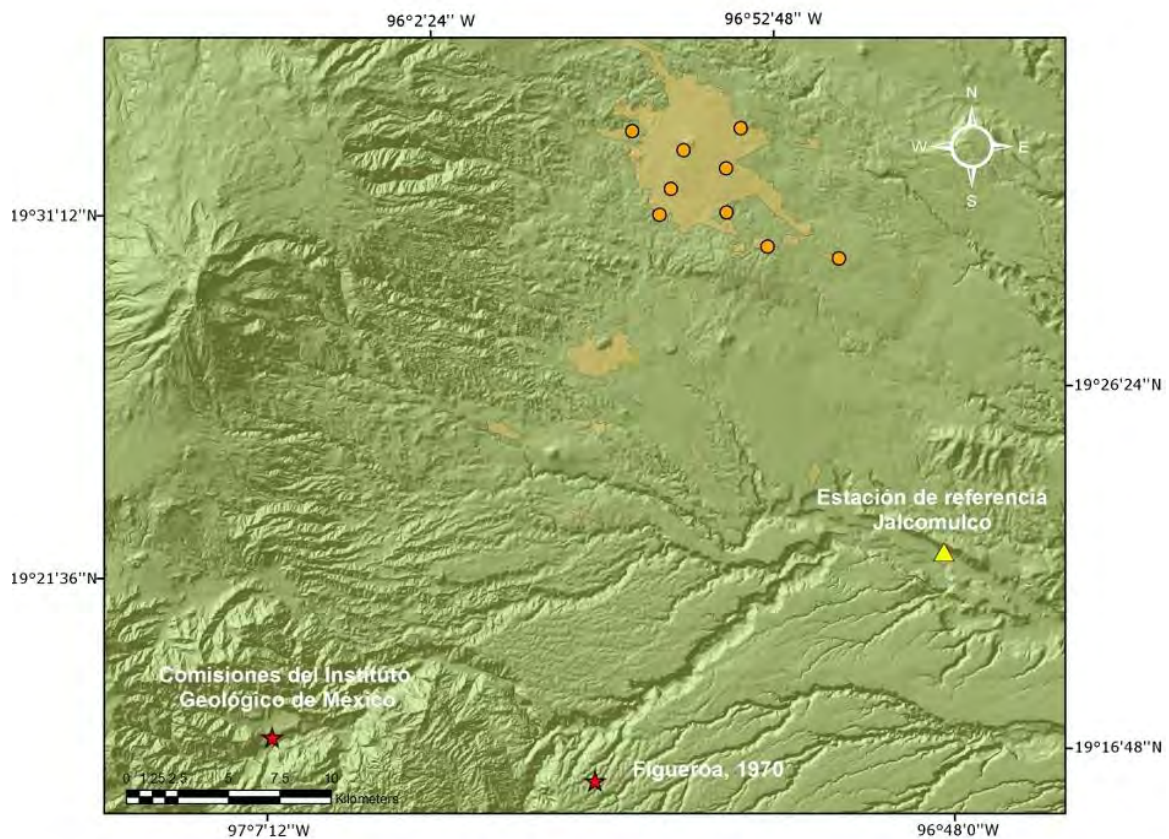 96°2'24'' W
96°52'48'' W
N
W
E
S
19°31'12''N
19°26'24''N
Estación de referencia
Jalcomulco
19°21'36''N
Comisiones del Instituto
Geológico de México
19°16'48''N
Figueroa, 1970
0 1.252.5 5 7.5 10
Kilometers
97°7'12''W
96°48'0''W